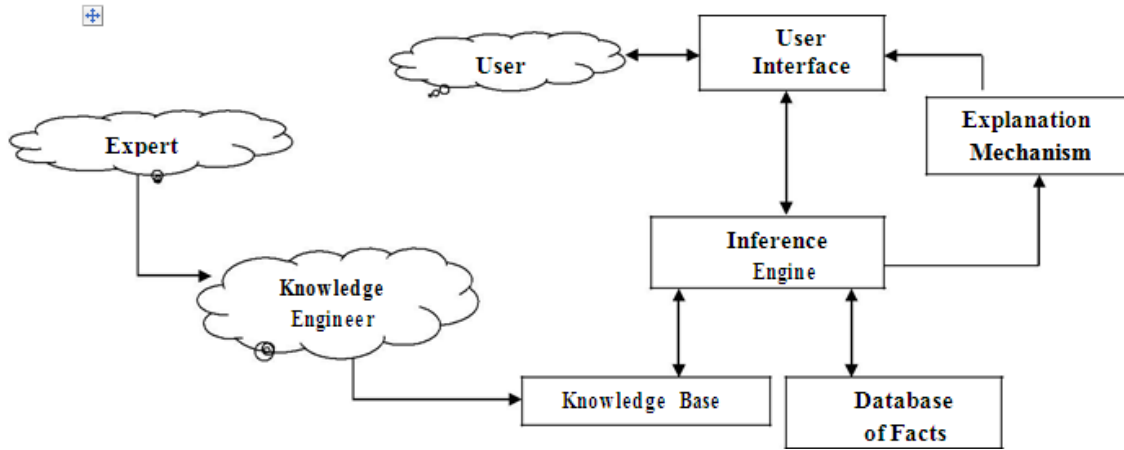 User
User
Interface
Expert
Explanation
Mechanism
Inference
Engine
Knowledge
Engineer
Knowledge Base
Database
of Facts